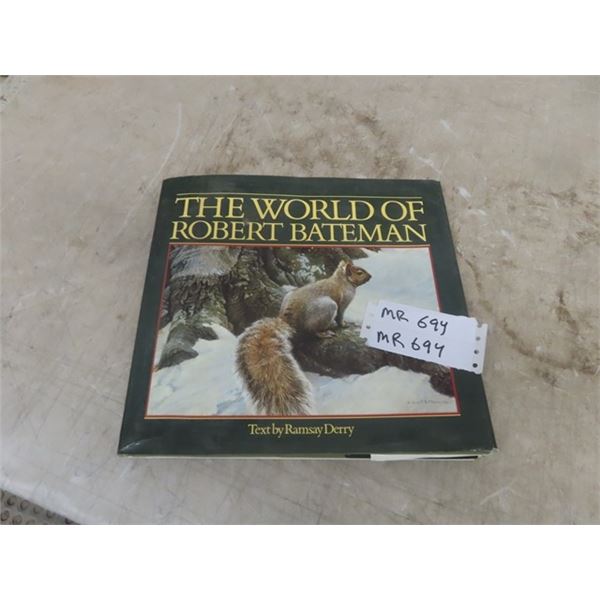 THE WORLD OF
ROBERT BATEMAN
MR 694
MR 694
Text by Ramsay Derry